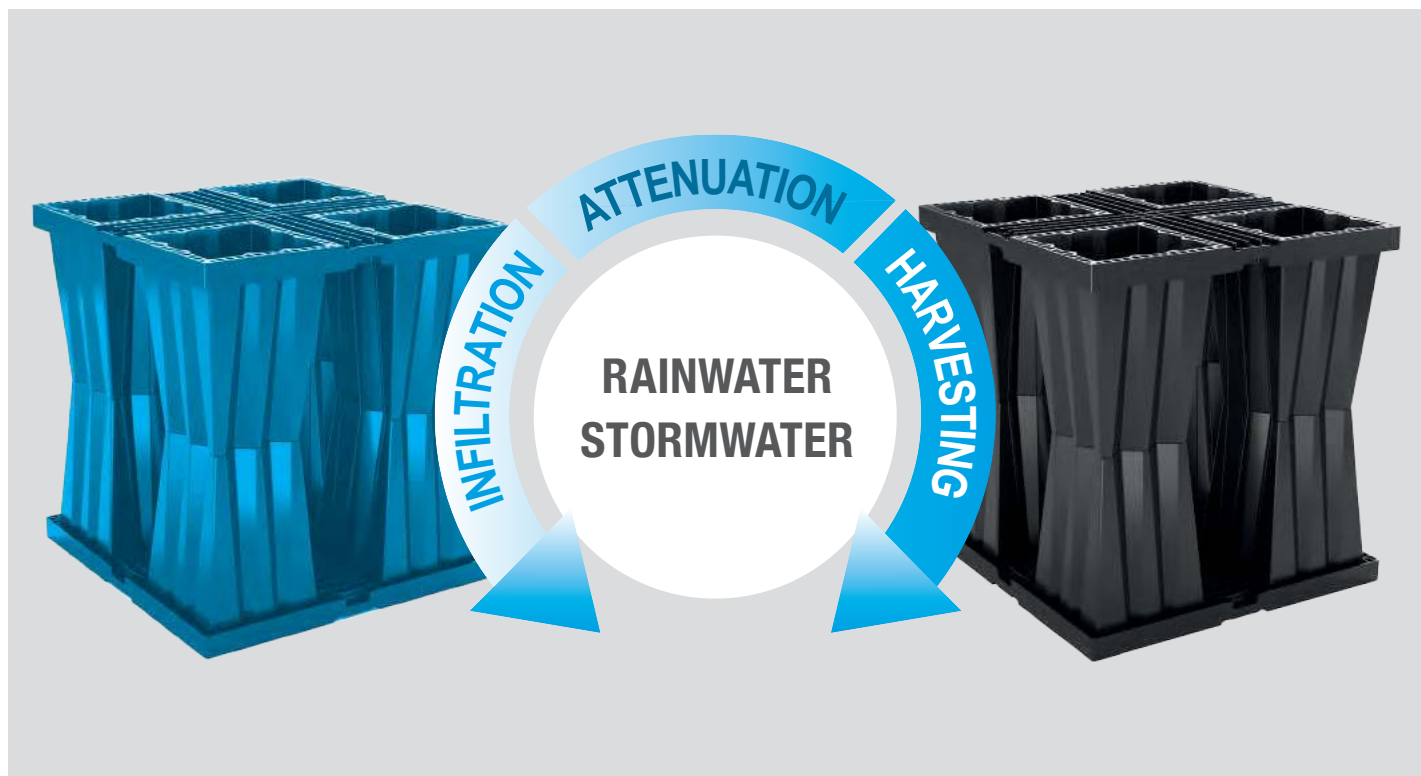 INFILTRATION
ATTENUATION
HARVESTING
RAINWATER
STORMWATER